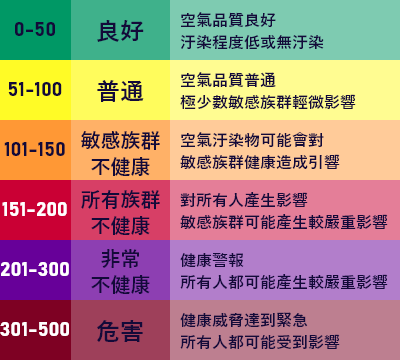 0-50
良好
空氣品質良好
汙染程度低或無汙染
51-100
普通
空氣品質普通
極少數敏感族群輕微影響
101-150
敏感族群
不健康
空氣汙染物可能會對
敏感族群健康造成引響
151-200
所有族群
不健康
對所有人產生影響
敏感族群可能產生較嚴重影響
201-300
非常
不健康
健康警報
所有人都可能產生較嚴重影響
301-500
危害
健康威脅達到緊急
所有人都可能受到影響